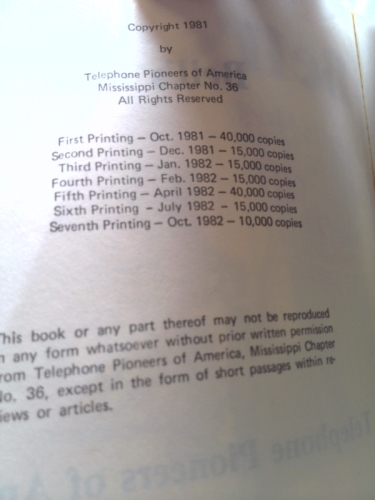 Copyright 1981
by
Telephone Pioneers of America
Mississippi Chapter No. 36
All Rights Reserved
First Printing – Oct. 1981 – 40,000 copies
Second Printing – Dec. 1981 – 15,000 copies
Third Printing – Jan. 1982 – 15,000 copies
Fourth Printing – Feb. 1982 – 15,000 copies
Fifth Printing – April 1982 – 40,000 copies
Sixth Printing – July 1982 – 15,000 copies
Seventh Printing – Oct. 1982 – 10,000 copies
This book or any part thereof may not be reproduced
n any form whatsoever without prior written permission
rom Telephone Pioneers of America, Mississippi Chapter
No. 36, except in the form of short passages within re-
iews or articles.